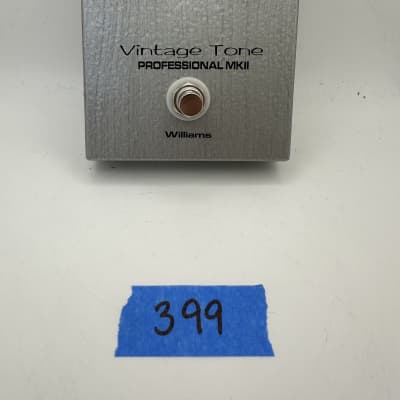 Vintage Tone
PROFESSIONAL MKII
Williams
399